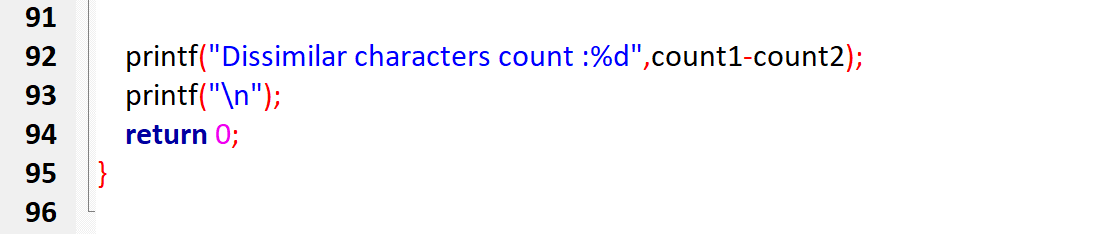 91
92 printf("Dissimilar characters count :%d",count1-count2);
93 printf("\n");
94 return 0;
95 }
96